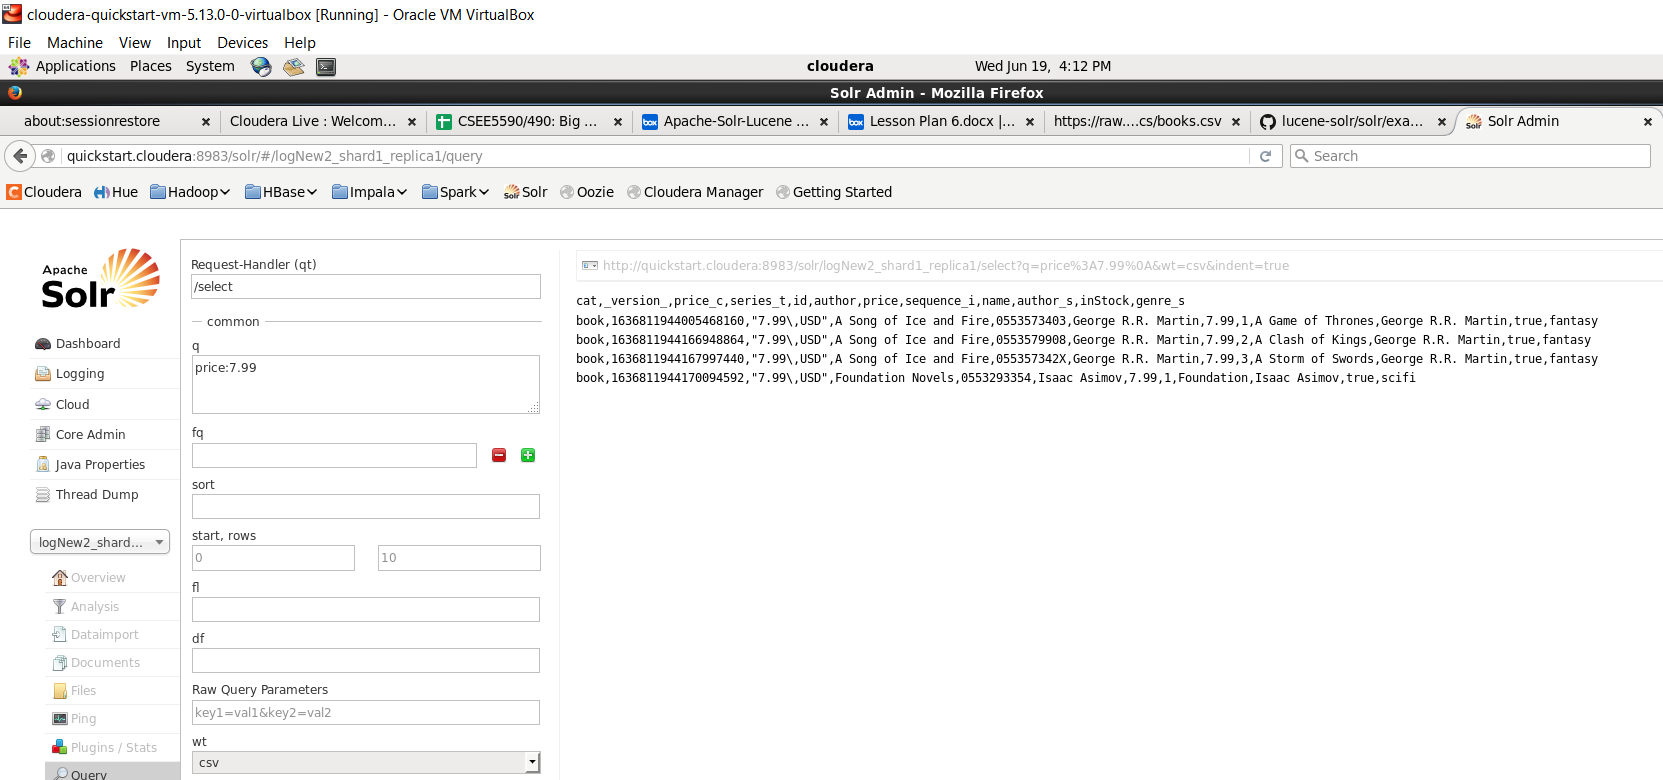 cloudera-quickstart-vm-5.13.0-0-virtualbox [Running] - Oracle VM VirtualBox
File Machine View Input Devices Help
Applications Places System cloudera Wed Jun 19, 4:12 PM
Solr Admin - Mozilla Firefox
about:sessionrestore × Cloudera Live : Welcom... × CSEE5590/490: Big ... × box Apache-Solr-Lucene ... × box Lesson Plan 6.docx |... × https://raw....cs/books.csv × lucene-solr/solr/exa... × Solr Admin ×
quickstart.cloudera:8983/solr/#/logNew2_shard1_replica1/query Search
Cloudera Hue Hadoop HBase Impala Spark Solr Oozie Cloudera Manager Getting Started
Apache
Solr
Dashboard
Logging
Cloud
Core Admin
Java Properties
Thread Dump
logNew2_shard...
Overview
Analysis
Dataimport
Documents
Files
Ping
Plugins / Stats
Query
Request-Handler (qt)
/select
common
q
price:7.99
fq
sort
start, rows
0 10
fl
df
Raw Query Parameters
key1=val1&key2=val2
wt
csv
http://quickstart.cloudera:8983/solr/logNew2_shard1_replica1/select?q=price%3A7.99%0A&wt=csv&indent=true
cat,_version_,price_c,series_t,id,author,price,sequence_i,name,author_s,inStock,genre_s
book,1636811944005468160,"7.99\,USD",A Song of Ice and Fire,0553573403,George R.R. Martin,7.99,1,A Game of Thrones,George R.R. Martin,true,fantasy
book,1636811944166948864,"7.99\,USD",A Song of Ice and Fire,0553579908,George R.R. Martin,7.99,2,A Clash of Kings,George R.R. Martin,true,fantasy
book,1636811944167997440,"7.99\,USD",A Song of Ice and Fire,055357342X,George R.R. Martin,7.99,3,A Storm of Swords,George R.R. Martin,true,fantasy
book,1636811944170094592,"7.99\,USD",Foundation Novels,0553293354,Isaac Asimov,7.99,1,Foundation,Isaac Asimov,true,scifi